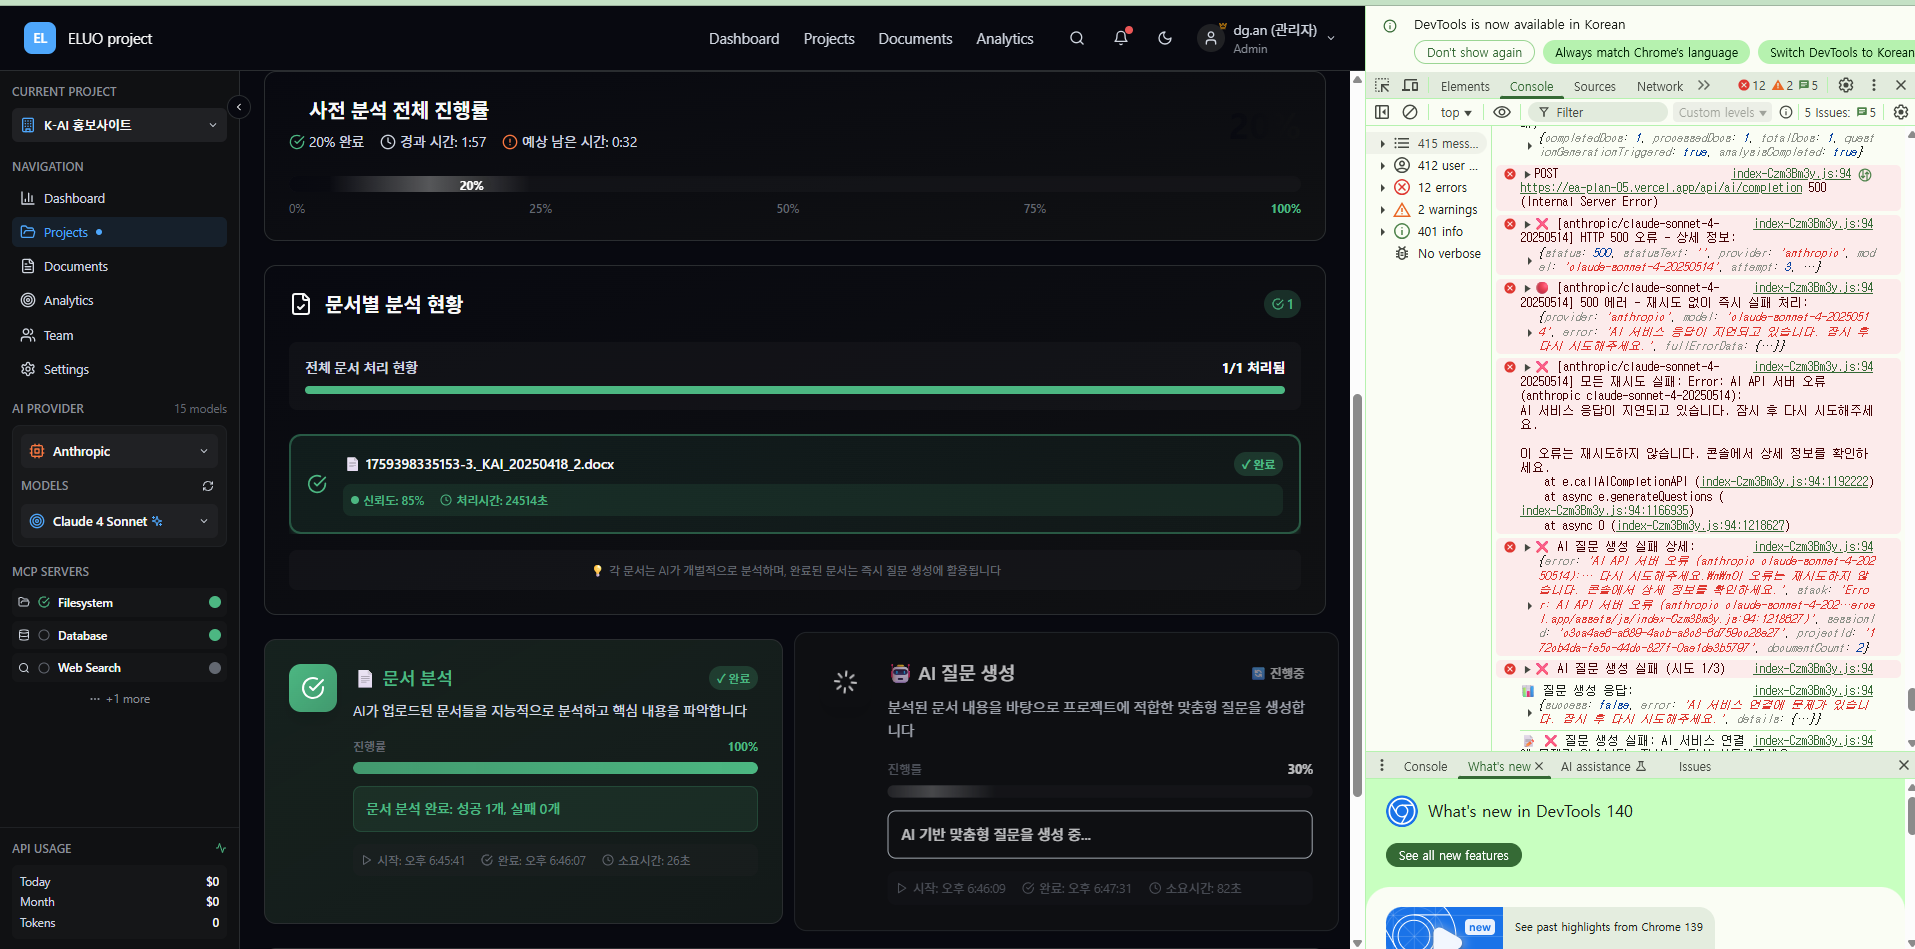 EL
ELUO project
Dashboard
Projects
Documents
Analytics
dg.an (관리자)
Admin
CURRENT PROJECT
K-AI 홍보사이트
NAVIGATION
Dashboard
Projects
Documents
Analytics
Team
Settings
AI PROVIDER
15 models
Anthropic
MODELS
Claude 4 Sonnet
MCP SERVERS
Filesystem
Database
Web Search
··· +1 more
API USAGE
Today $0
Month $0
Tokens 0
사전 분석 전체 진행률
20% 완료 경과 시간: 1:57 예상 남은 시간: 0:32
20%
0% 25% 50% 75% 100%
문서별 분석 현황
1
전체 문서 처리 현황 1/1 처리됨
1759398335153-3._KAI_20250418_2.docx
✓ 완료
신뢰도: 85% 처리시간: 24514초
각 문서는 AI가 개별적으로 분석하며, 완료된 문서는 즉시 질문 생성에 활용됩니다
문서 분석
✓ 완료
AI가 업로드된 문서들을 지능적으로 분석하고 핵심 내용을 파악합니다
진행률 100%
문서 분석 완료: 성공 1개, 실패 0개
시작: 오후 6:45:41 완료: 오후 6:46:07 소요시간: 26초
AI 질문 생성
진행중
분석된 문서 내용을 바탕으로 프로젝트에 적합한 맞춤형 질문을 생성합
니다
진행률 30%
AI 기반 맞춤형 질문을 생성 중...
시작: 오후 6:46:09 완료: 오후 6:47:31 소요시간: 82초
DevTools is now available in Korean
Don't show again
Always match Chrome's language
Switch DevTools to Korean
Elements
Console
Sources
Network
12 2 5
top
Filter
Custom levels
5 Issues: 5
415 mess...
412 user ...
12 errors
2 warnings
401 info
No verbose
{completedDocs: 1, processedDocs: 1, totalDocs: 1, quest
ionGenerationTriggered: true, analysisCompleted: true}
POST index-Czm3Bm3y.js:94
https://ea-plan-05.vercel.app/api/ai/completion 500
(Internal Server Error)
❌ [anthropic/claude-sonnet-4- index-Czm3Bm3y.js:94
20250514] HTTP 500 오류 - 상세 정보:
{status: 500, statusText: '', provider: 'anthropic', mod
el: 'claude-sonnet-4-20250514', attempt: 3, …}
[anthropic/claude-sonnet-4- index-Czm3Bm3y.js:94
20250514] 500 에러 - 재시도 없이 즉시 실패 처리:
{provider: 'anthropic', model: 'claude-sonnet-4-2025051
4', error: 'AI 서비스 응답이 지연되고 있습니다. 잠시 후
다시 시도해주세요.', fullErrorData: {…}}
❌ [anthropic/claude-sonnet-4- index-Czm3Bm3y.js:94
20250514] 모든 재시도 실패: Error: AI API 서버 오류
(anthropic claude-sonnet-4-20250514):
AI 서비스 응답이 지연되고 있습니다. 잠시 후 다시 시도해주세
요.
이 오류는 재시도하지 않습니다. 콘솔에서 상세 정보를 확인하
세요.
at e.callAICompletionAPI (index-Czm3Bm3y.js:94:1192222)
at async e.generateQuestions (
index-Czm3Bm3y.js:94:1166935)
at async O (index-Czm3Bm3y.js:94:1218627)
❌ AI 질문 생성 실패 상세: index-Czm3Bm3y.js:94
{error: 'AI API 서버 오류 (anthropic claude-sonnet-4-202
50514):… 다시 시도해주세요.₩n₩n이 오류는 재시도하지 않
습니다. 콘솔에서 상세 정보를 확인하세요.', stack: 'Erro
r: AI API 서버 오류 (anthropic claude-sonnet-4-202…erce
l.app/assets/js/index-Czm3Bm3y.js:94:1218627)', sessionI
❌ AI 질문 생성 실패 (시도 1/3) index-Czm3Bm3y.js:94
질문 생성 응답: index-Czm3Bm3y.js:94
{success: false, error: 'AI 서비스 연결에 문제가 있습니
다. 잠시 후 다시 시도해주세요.', details: {…}}
❌ 질문 생성 실패: AI 서비스 연결 index-Czm3Bm3y.js:94
Console
What's new
AI assistance
Issues
What's new in DevTools 140
See all new features
new
See past highlights from Chrome 139